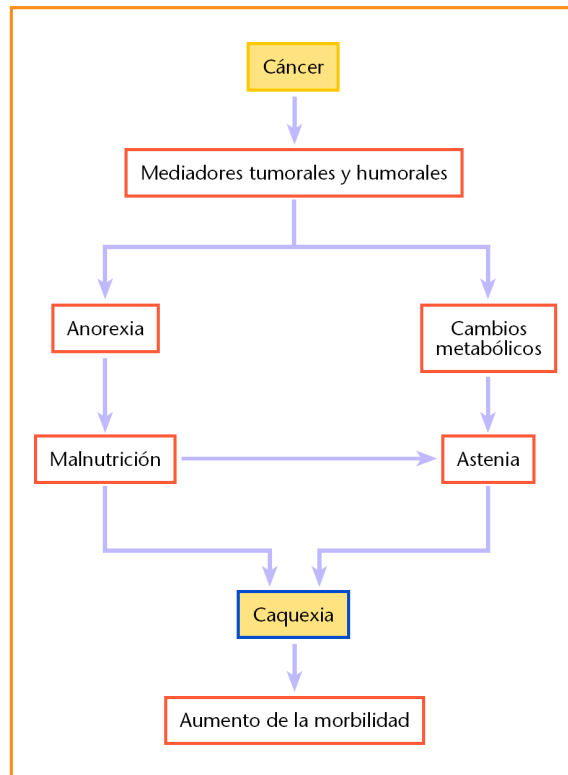 Cáncer
Mediadores tumorales y humorales
Anorexia
Cambios
metabólicos
Malnutrición
Astenia
Caquexia
Aumento de la morbilidad